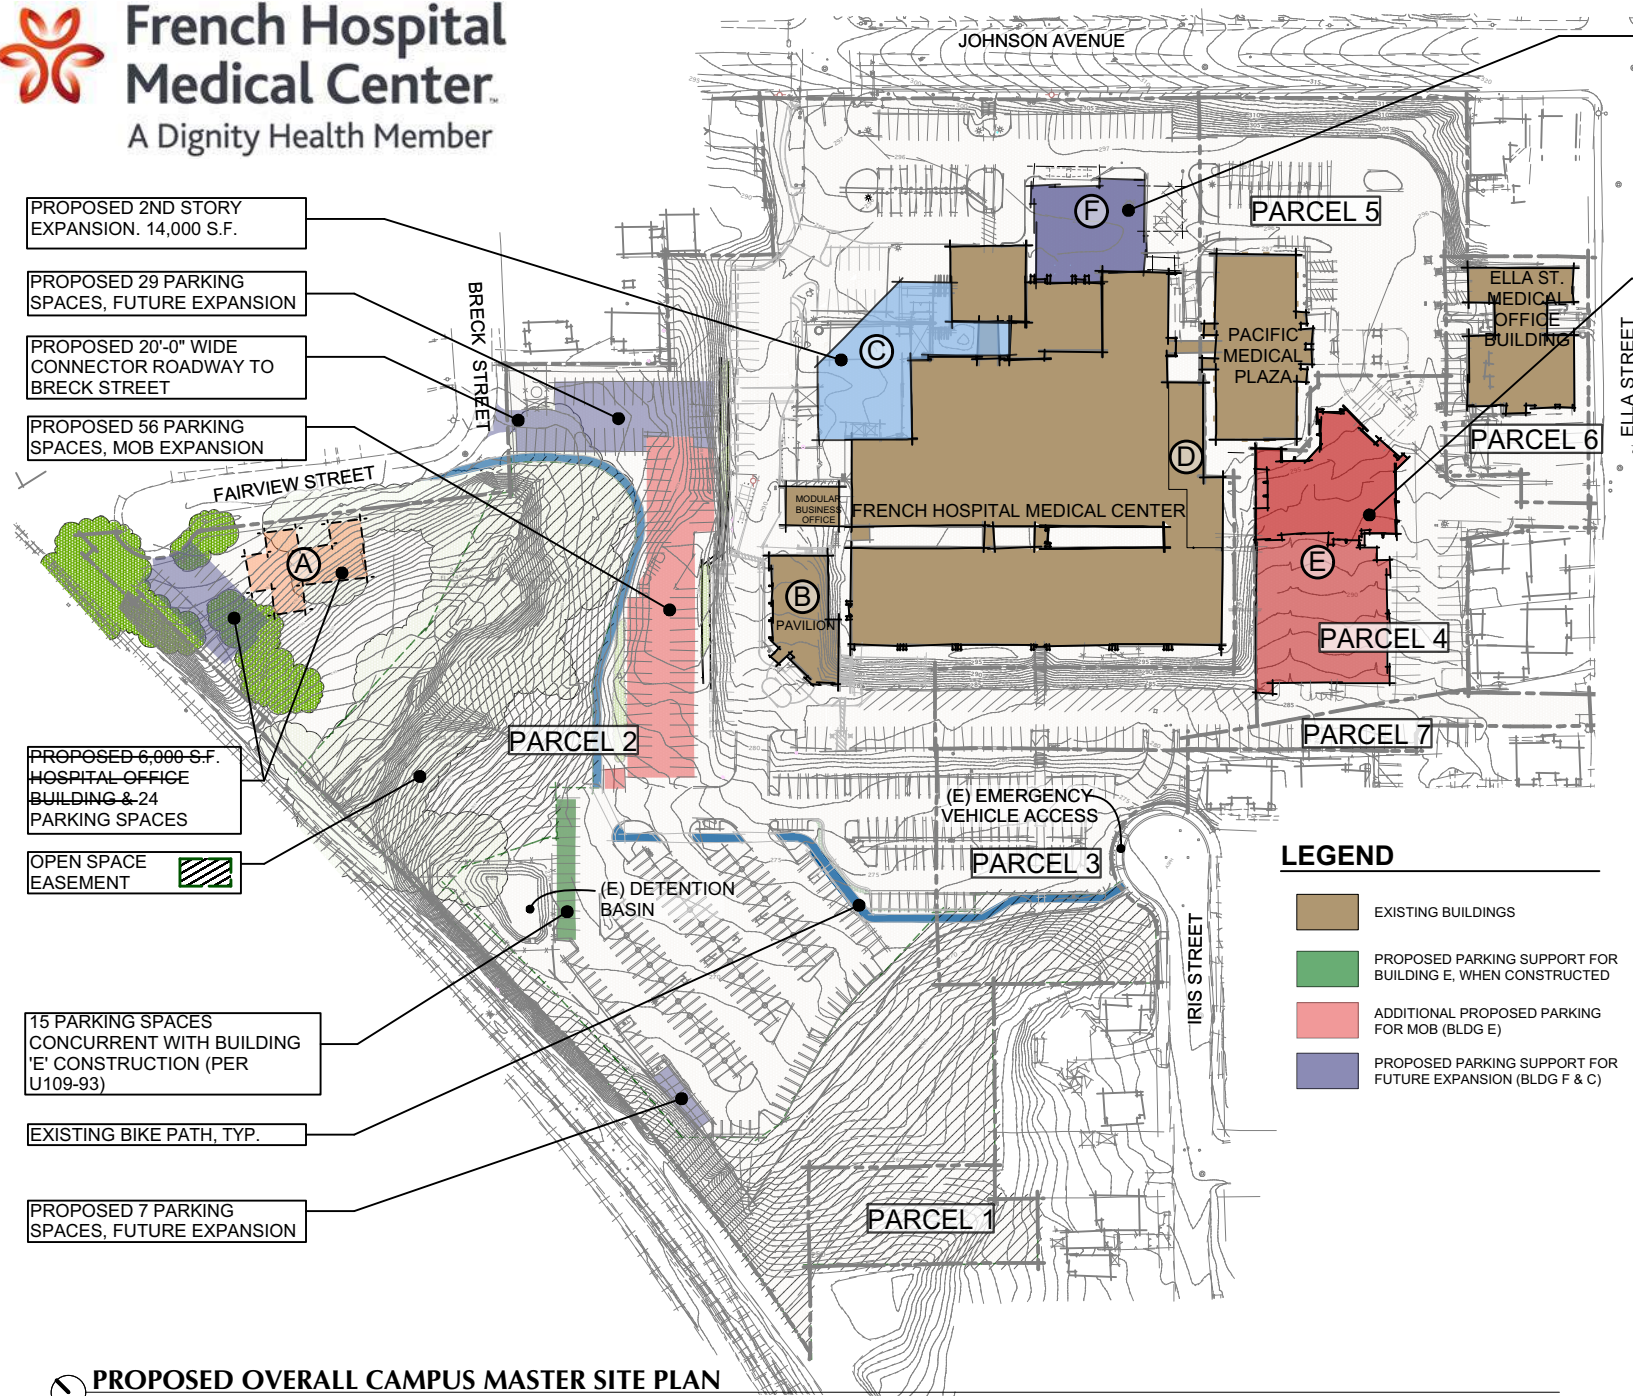 French Hospital
Medical Center™
A Dignity Health Member
JOHNSON AVENUE
PROPOSED 2ND STORY
EXPANSION. 14,000 S.F.
PROPOSED 29 PARKING
SPACES, FUTURE EXPANSION
PROPOSED 20'-0" WIDE
CONNECTOR ROADWAY TO
BRECK STREET
PROPOSED 56 PARKING
SPACES, MOB EXPANSION
BRECK STREET
FAIRVIEW STREET
A
F
PARCEL 5
C
PACIFIC
MEDICAL
PLAZA
ELLA ST.
MEDICAL
OFFICE
BUILDING
ELLA STREET
PARCEL 6
D
MODULAR
BUSINESS
OFFICE
FRENCH HOSPITAL MEDICAL CENTER
B
PAVILION
E
PARCEL 4
PARCEL 2
PARCEL 7
PROPOSED 6,000 S.F.
HOSPITAL OFFICE
BUILDING & 24
PARKING SPACES
OPEN SPACE
EASEMENT
(E) EMERGENCY
VEHICLE ACCESS
PARCEL 3
(E) DETENTION
BASIN
IRIS STREET
15 PARKING SPACES
CONCURRENT WITH BUILDING
'E' CONSTRUCTION (PER
U109-93)
EXISTING BIKE PATH, TYP.
PROPOSED 7 PARKING
SPACES, FUTURE EXPANSION
PARCEL 1
LEGEND
EXISTING BUILDINGS
PROPOSED PARKING SUPPORT FOR
BUILDING E, WHEN CONSTRUCTED
ADDITIONAL PROPOSED PARKING
FOR MOB (BLDG E)
PROPOSED PARKING SUPPORT FOR
FUTURE EXPANSION (BLDG F & C)
PROPOSED OVERALL CAMPUS MASTER SITE PLAN